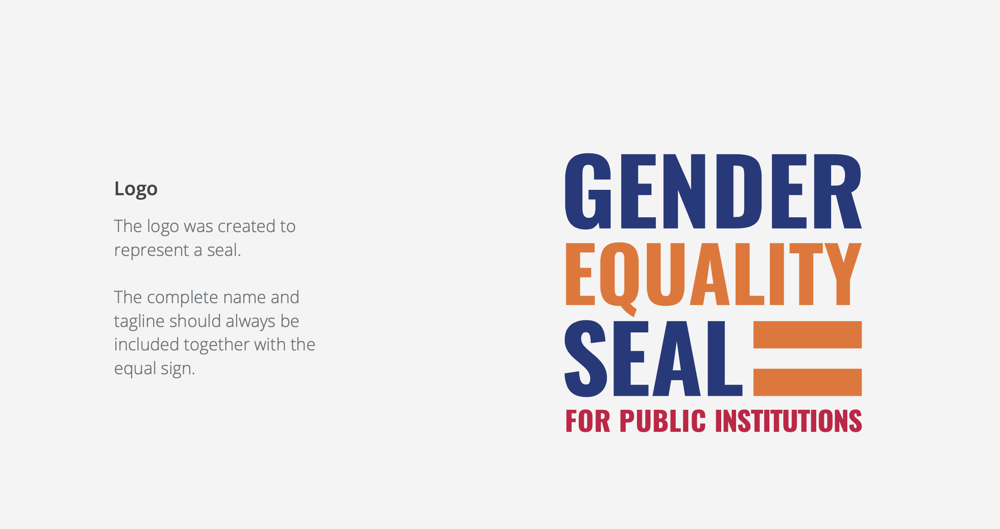 Logo
The logo was created to
represent a seal.
The complete name and
tagline should always be
included together with the
equal sign.
GENDER
EQUALITY
SEAL
FOR PUBLIC INSTITUTIONS